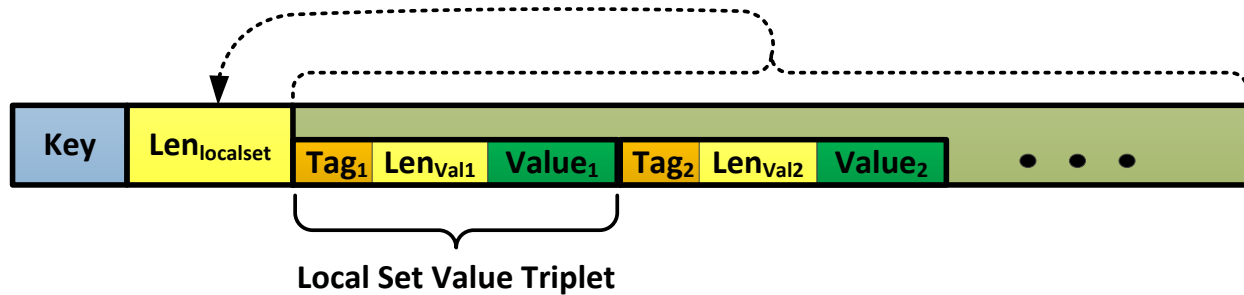 Key Len_localset Tag_1 Len_Val1 Value_1 Tag_2 Len_Val2 Value_2 • • •
Local Set Value Triplet